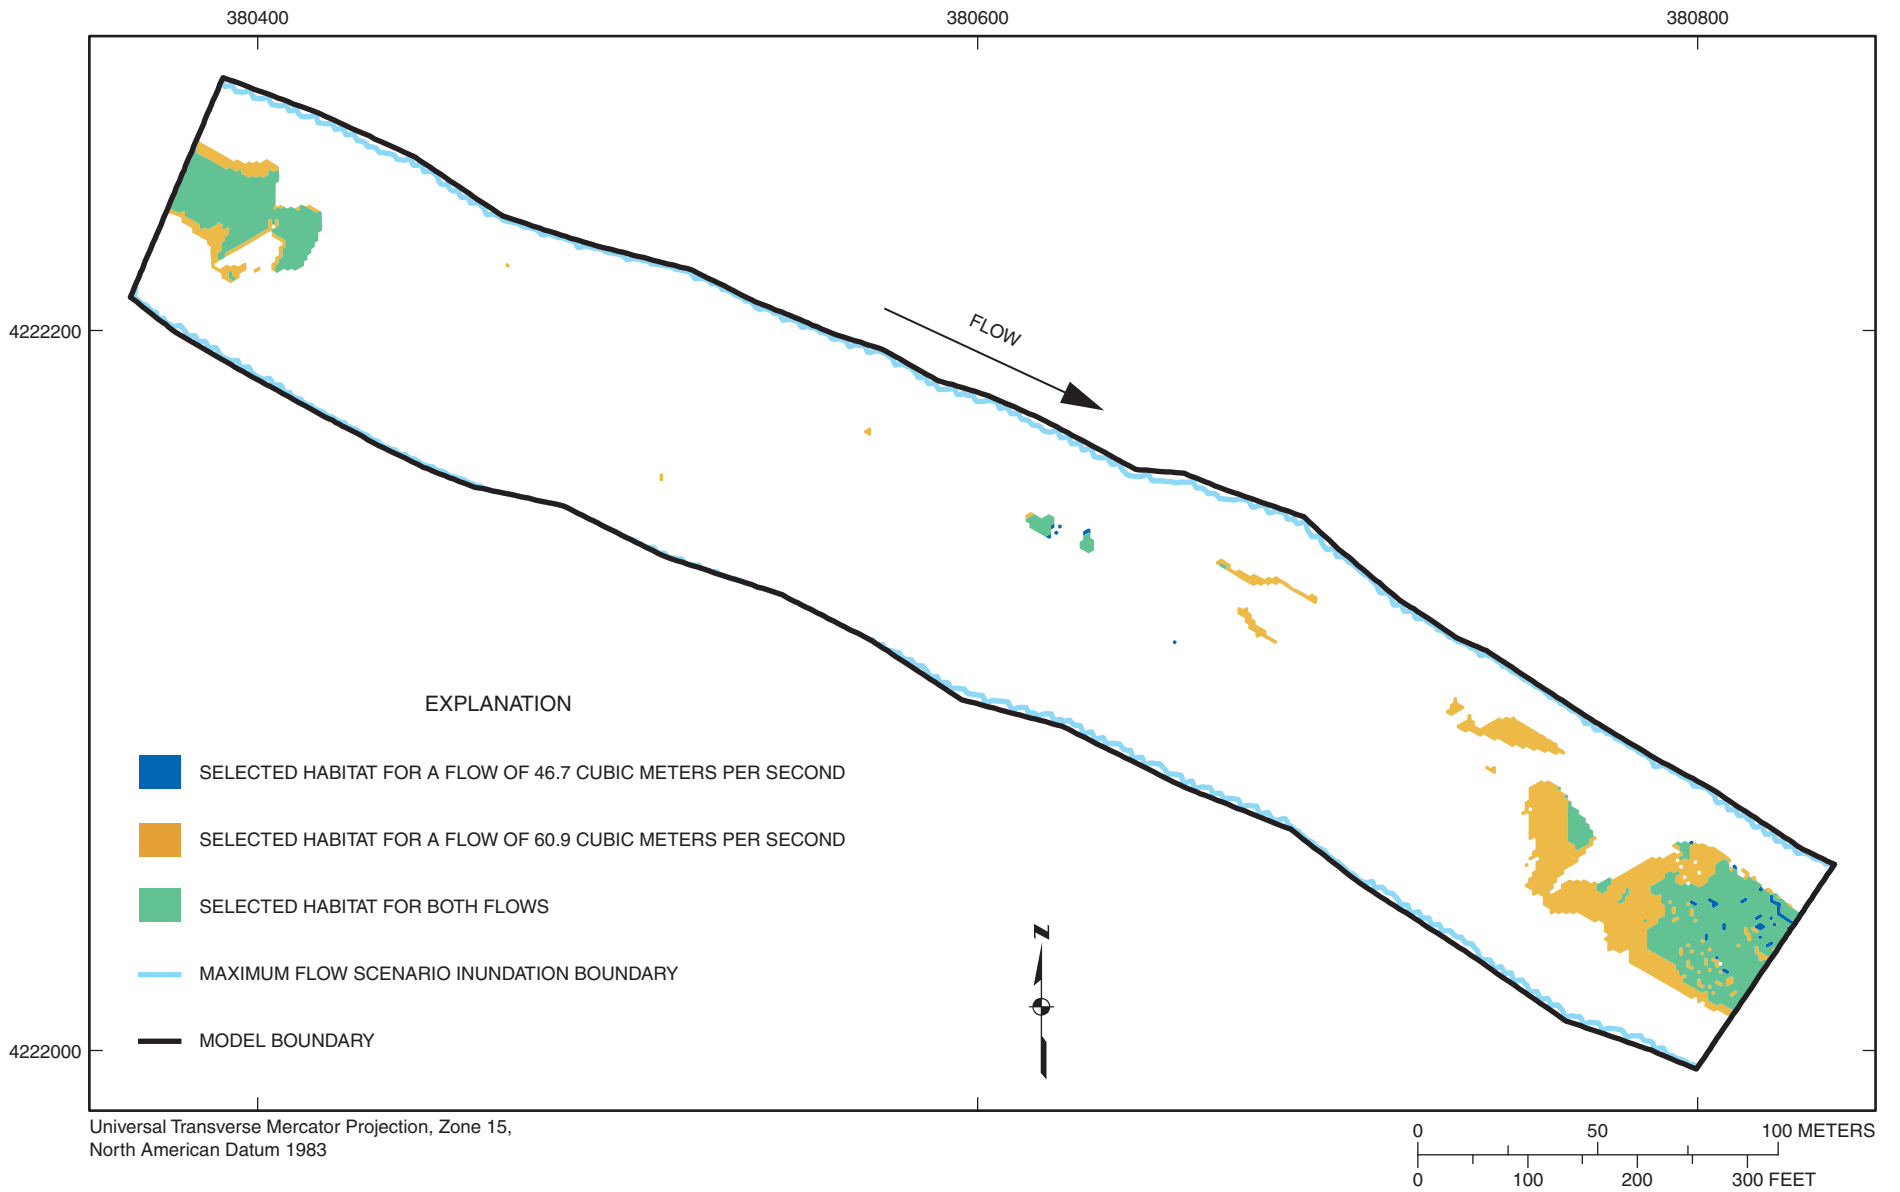 380400
380600
380800
4222200
FLOW
EXPLANATION
SELECTED HABITAT FOR A FLOW OF 46.7 CUBIC METERS PER SECOND
SELECTED HABITAT FOR A FLOW OF 60.9 CUBIC METERS PER SECOND
SELECTED HABITAT FOR BOTH FLOWS
N
MAXIMUM FLOW SCENARIO INUNDATION BOUNDARY
MODEL BOUNDARY
4222000
Universal Transverse Mercator Projection, Zone 15,
North American Datum 1983
0 50 100 METERS
0 100 200 300 FEET